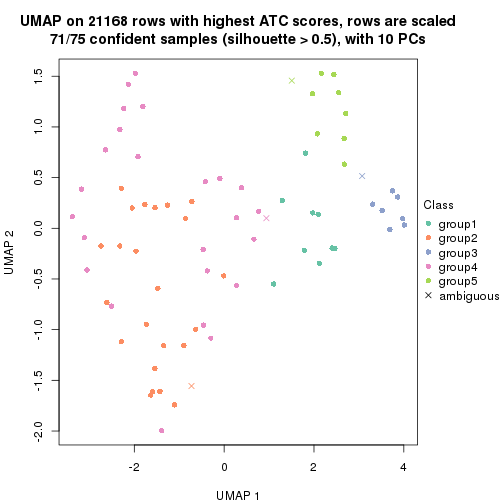 UMAP on 21168 rows with highest ATC scores, rows are scaled
71/75 confident samples (silhouette > 0.5), with 10 PCs
1.5
1.0
0.5
0.0
-0.5
-1.0
-1.5
-2.0
UMAP 2
-2
0
2
4
UMAP 1
Class
group1
group2
group3
group4
group5
ambiguous